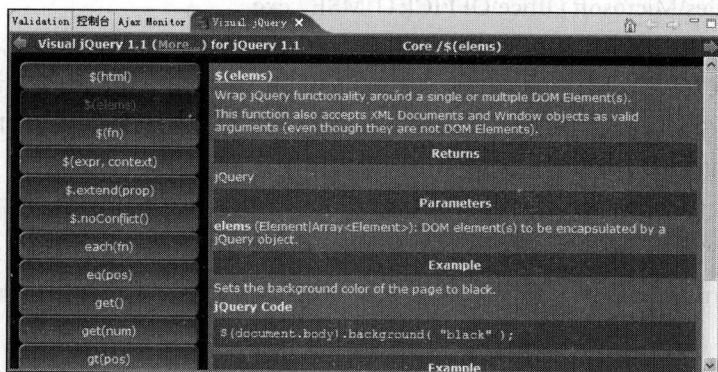 Validation 控制台 Ajax Monitor Visual jQuery
Visual jQuery 1.1 (More...) for jQuery 1.1 Core /$(elems)
$(html)
$(elems)
$(fn)
$(expr, context)
$.extend(prop)
$.noConflict()
each(fn)
eq(pos)
get()
get(num)
gt(pos)
$(elems)
Wrap jQuery functionality around a single or multiple DOM Element(s).
This function also accepts XML Documents and Window objects as valid
arguments (even though they are not DOM Elements).
Returns
jQuery
Parameters
elems (Element|Array<Element>): DOM element(s) to be encapsulated by a
jQuery object.
Example
Sets the background color of the page to black.
jQuery Code
$(document.body).background( "black" );
Example